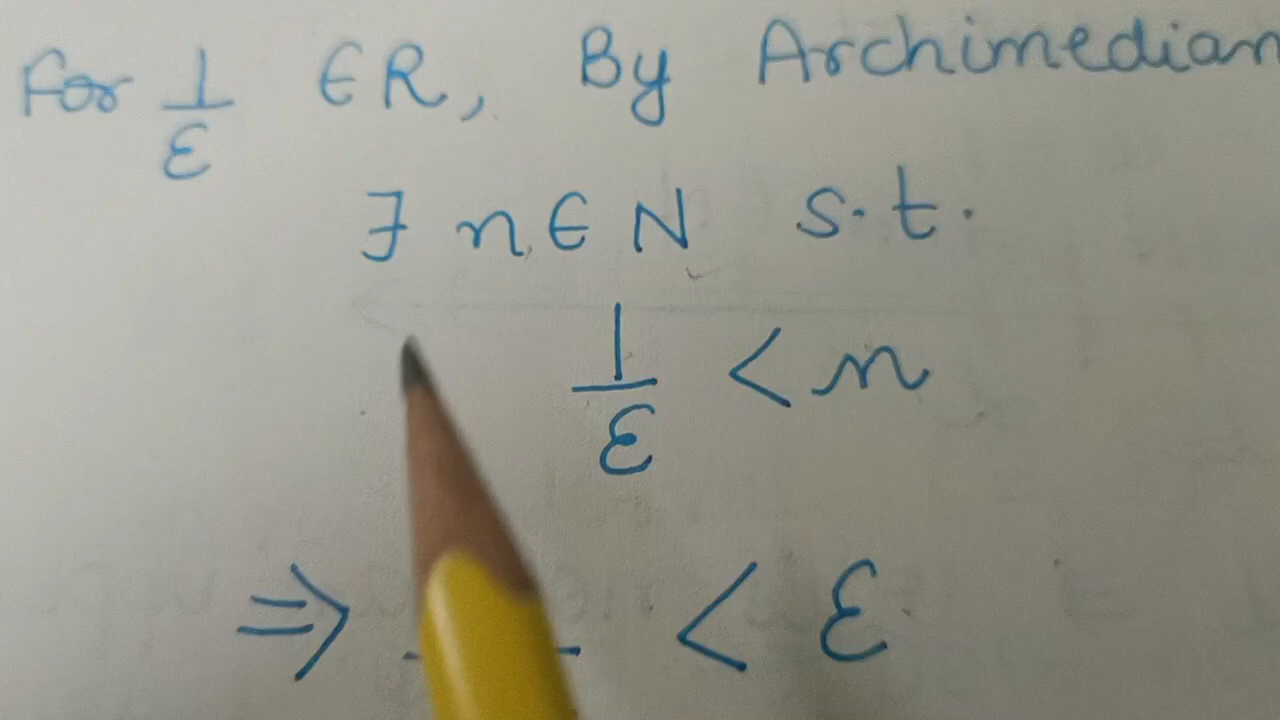 For 1/ε ∈ R, By Archimedian
∃ n ∈ N s.t.
1/ε < n
⇒ < ε